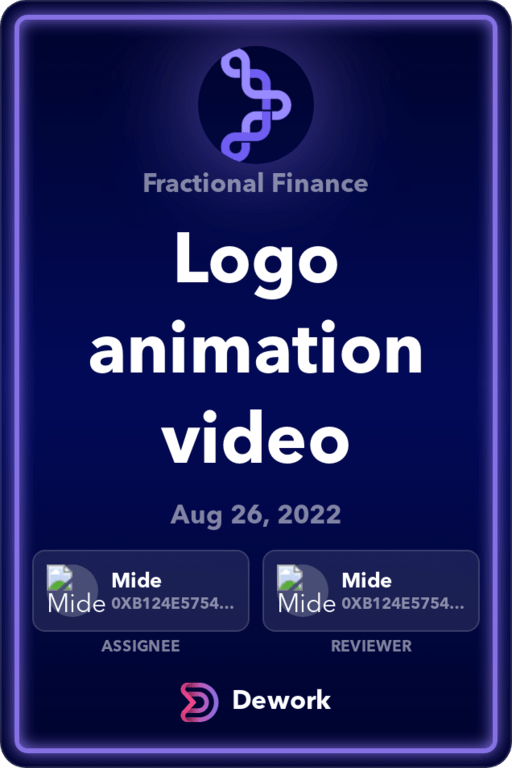 Fractional Finance
Logo
animation
video
Aug 26, 2022
Mide
Mide
0XB124E5754...
ASSIGNEE
Mide
Mide
0XB124E5754...
REVIEWER
Dework